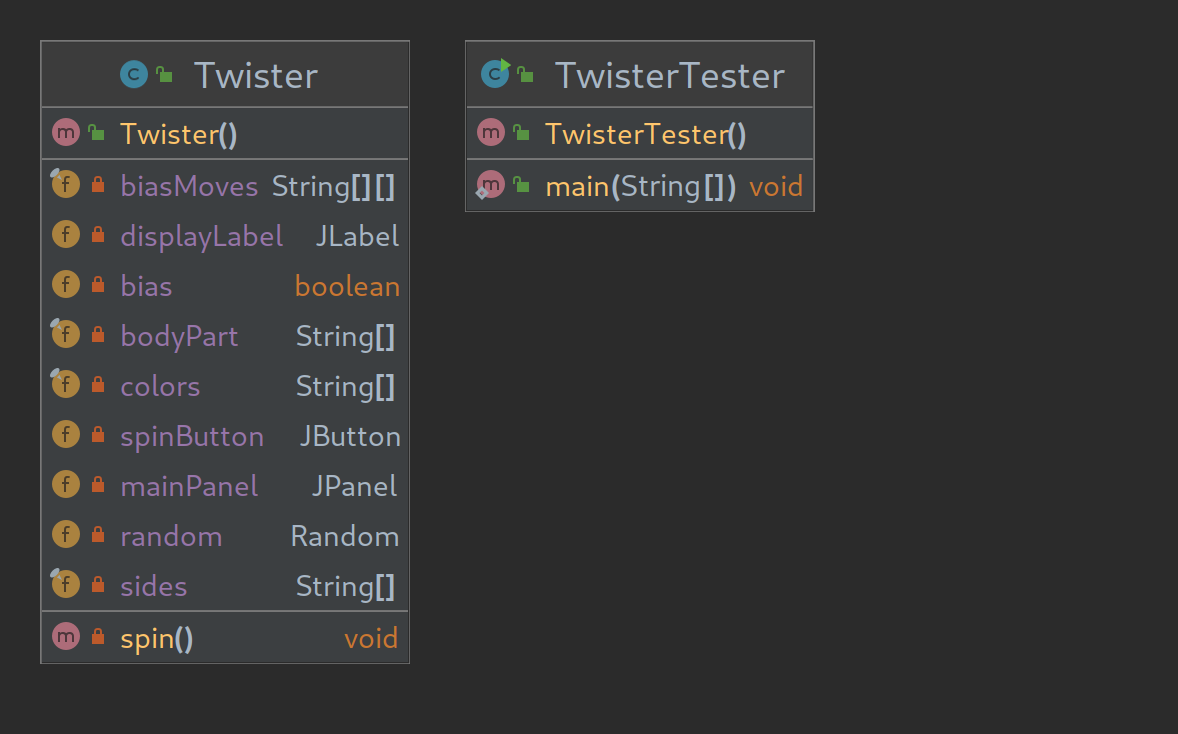 Twister
Twister()
biasMoves String[][]
displayLabel JLabel
bias boolean
bodyPart String[]
colors String[]
spinButton JButton
mainPanel JPanel
random Random
sides String[]
spin() void
TwisterTester
TwisterTester()
main(String[]) void